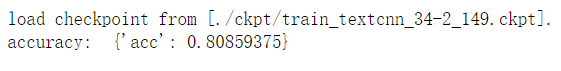 load checkpoint from [./ckpt/train_textcnn_34-2_149.ckpt].
accuracy:  {'acc': 0.80859375}